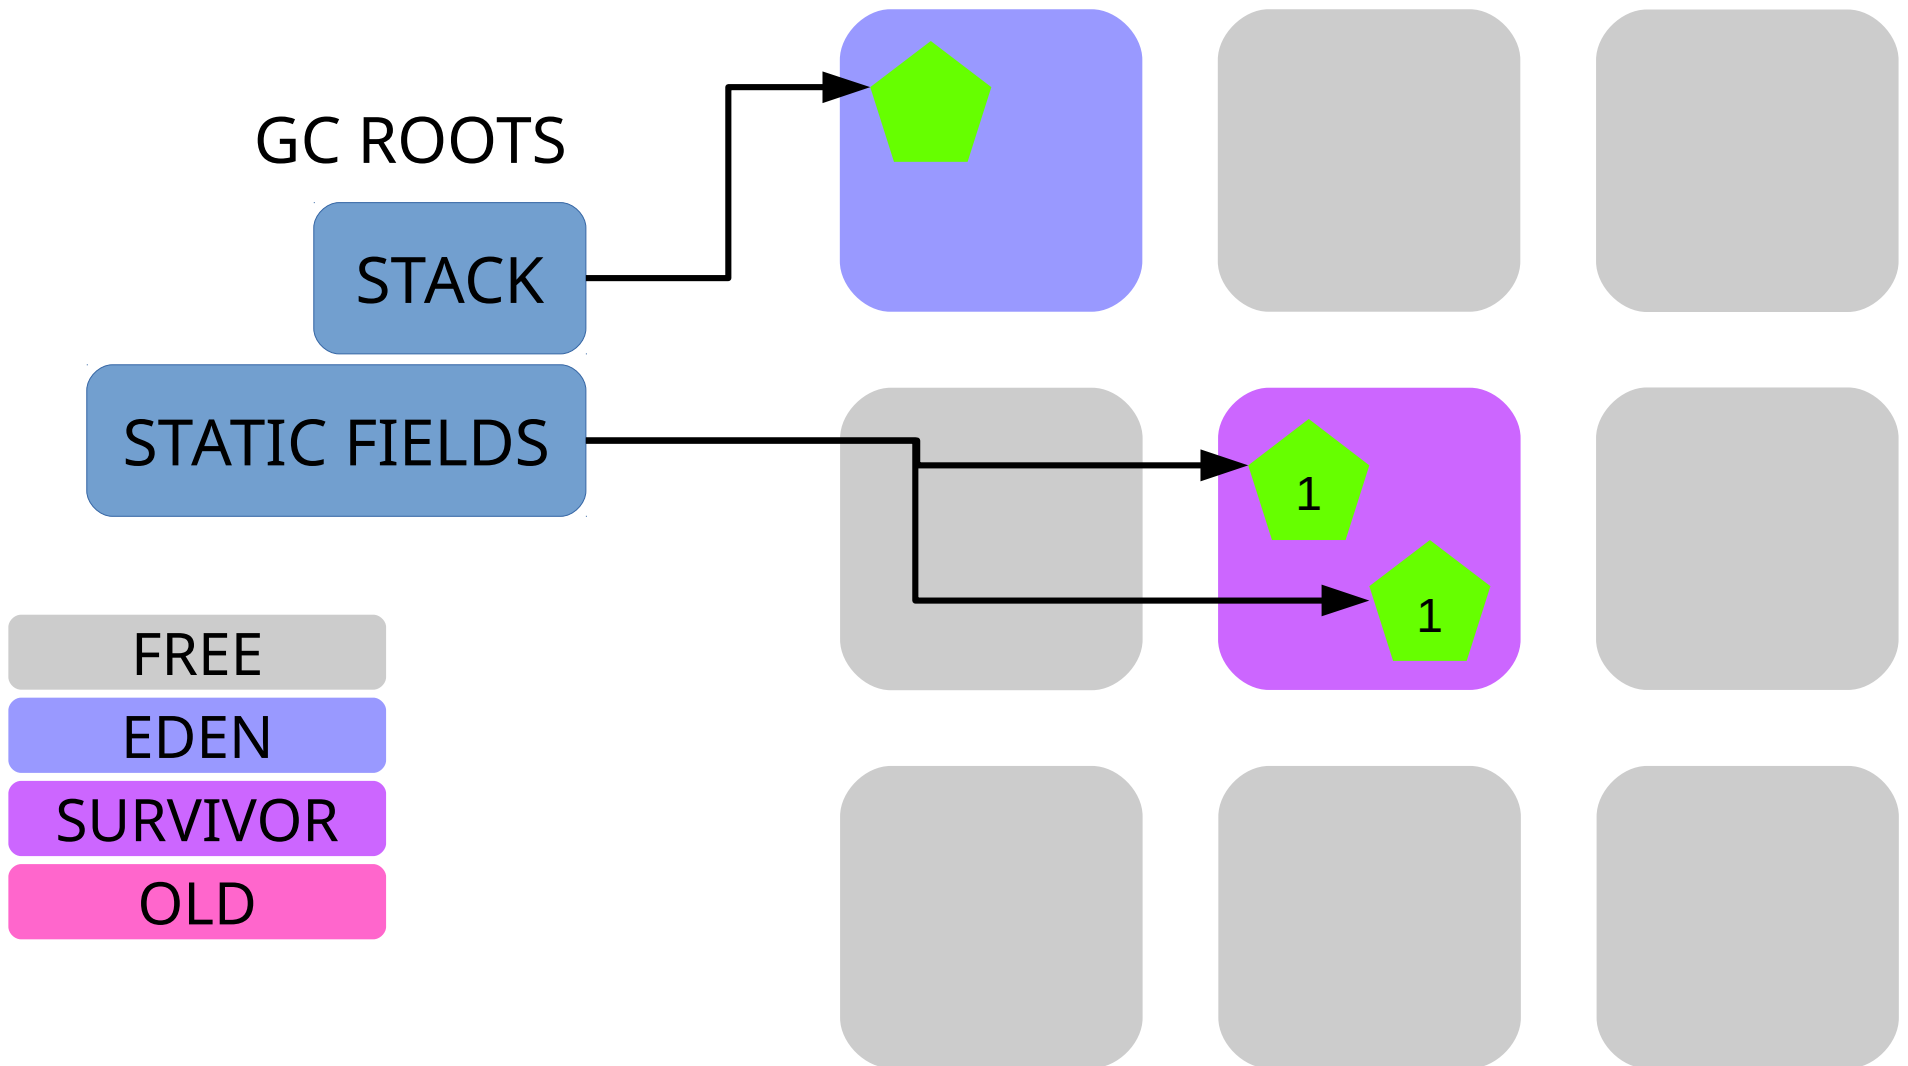 GC ROOTS
STACK
STATIC FIELDS
1
1
FREE
EDEN
SURVIVOR
OLD